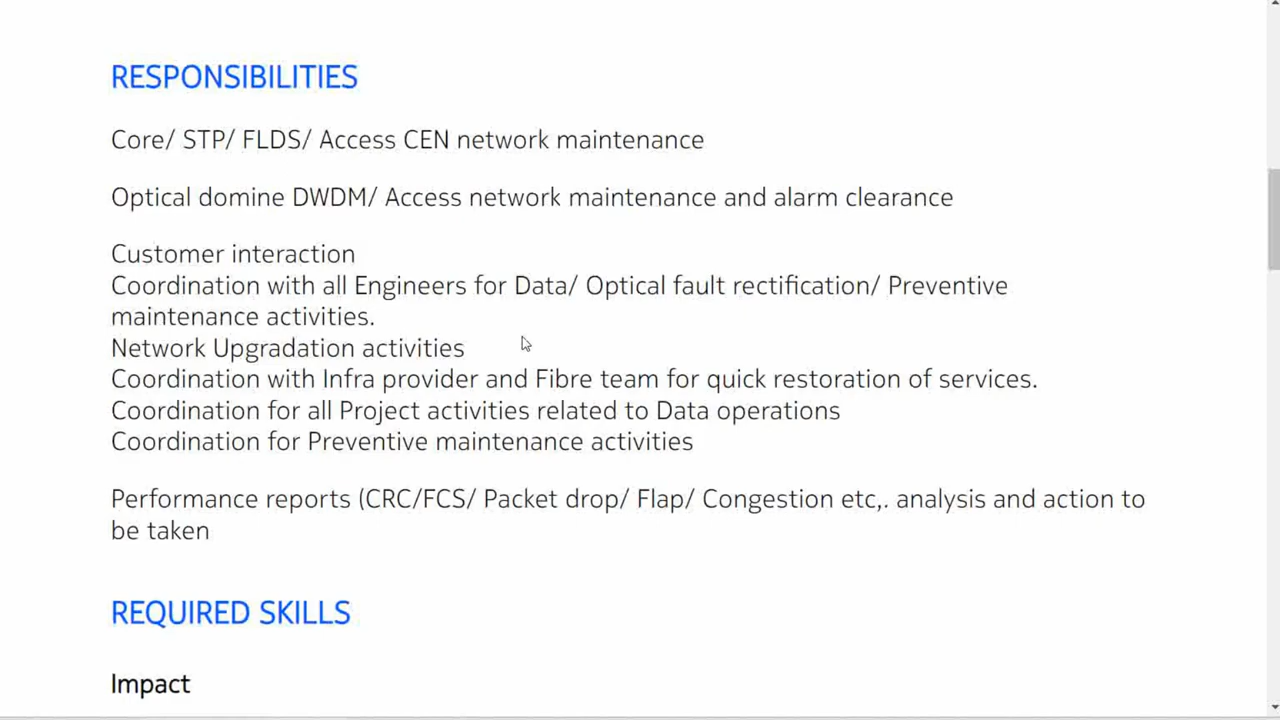 RESPONSIBILITIES
Core/ STP/ FLDS/ Access CEN network maintenance
Optical domine DWDM/ Access network maintenance and alarm clearance
Customer interaction
Coordination with all Engineers for Data/ Optical fault rectification/ Preventive
maintenance activities.
Network Upgradation activities
Coordination with Infra provider and Fibre team for quick restoration of services.
Coordination for all Project activities related to Data operations
Coordination for Preventive maintenance activities
Performance reports (CRC/FCS/ Packet drop/ Flap/ Congestion etc,. analysis and action to
be taken
REQUIRED SKILLS
Impact